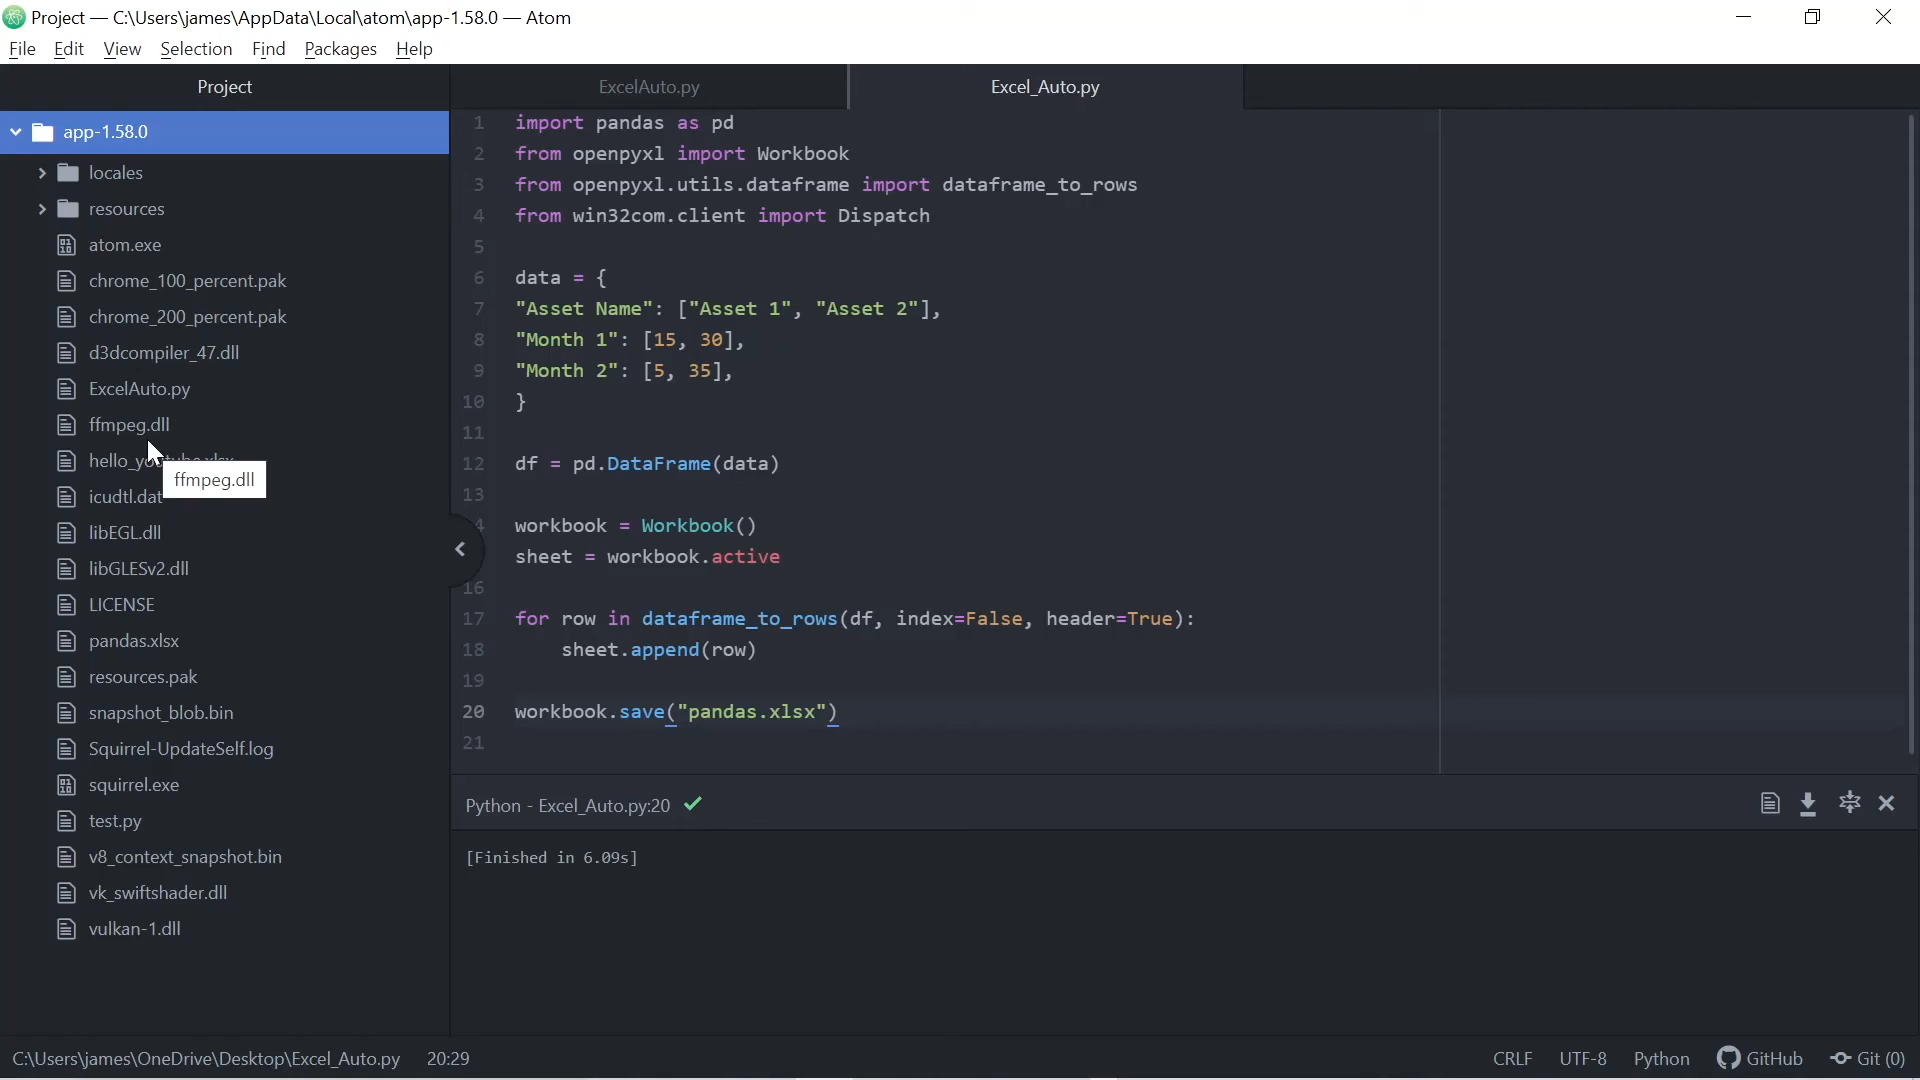 Project — C:\Users\james\AppData\Local\atom\app-1.58.0 — Atom
File Edit View Selection Find Packages Help
Project
ExcelAuto.py
Excel_Auto.py
app-1.58.0
locales
resources
atom.exe
chrome_100_percent.pak
chrome_200_percent.pak
d3dcompiler_47.dll
ExcelAuto.py
ffmpeg.dll
hello_youtube.xlsx
ffmpeg.dll
icudtl.dat
libEGL.dll
libGLESv2.dll
LICENSE
pandas.xlsx
resources.pak
snapshot_blob.bin
Squirrel-UpdateSelf.log
squirrel.exe
test.py
v8_context_snapshot.bin
vk_swiftshader.dll
vulkan-1.dll
1 import pandas as pd
2 from openpyxl import Workbook
3 from openpyxl.utils.dataframe import dataframe_to_rows
4 from win32com.client import Dispatch
5
6 data = {
7 "Asset Name": ["Asset 1", "Asset 2"],
8 "Month 1": [15, 30],
9 "Month 2": [5, 35],
10 }
11
12 df = pd.DataFrame(data)
13
4 workbook = Workbook()
sheet = workbook.active
16
17 for row in dataframe_to_rows(df, index=False, header=True):
18 sheet.append(row)
19
20 workbook.save("pandas.xlsx")
21
Python - Excel_Auto.py:20
[Finished in 6.09s]
C:\Users\james\OneDrive\Desktop\Excel_Auto.py 20:29
CRLF UTF-8 Python GitHub Git (0)